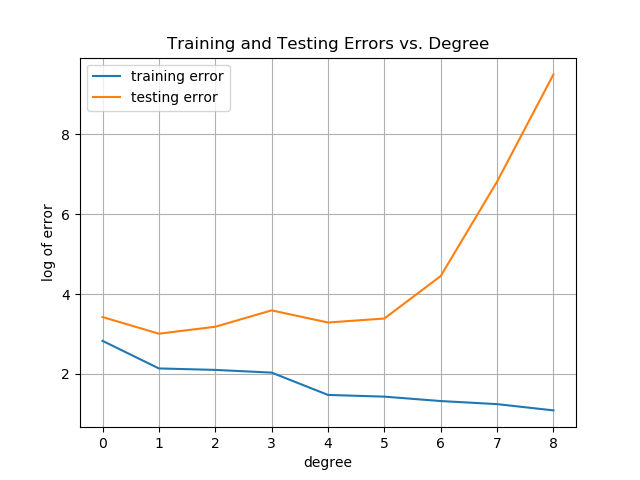 Training and Testing Errors vs. Degree
training error
testing error
8
6
4
2
log of error
0 1 2 3 4 5 6 7 8
degree